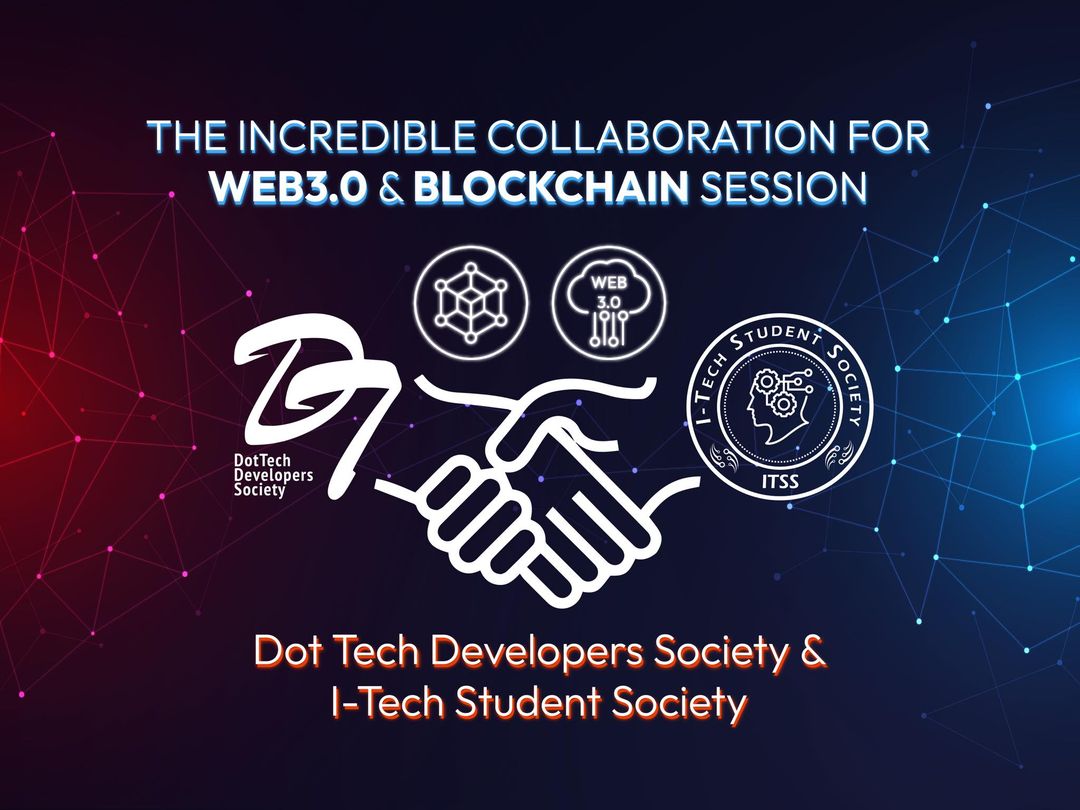 THE INCREDIBLE COLLABORATION FOR
WEB3.0 & BLOCKCHAIN SESSION
WEB
3.0
DT
DotTech
Developers
Society
I-TECH STUDENT SOCIETY
ITSS
Dot Tech Developers Society &
I-Tech Student Society